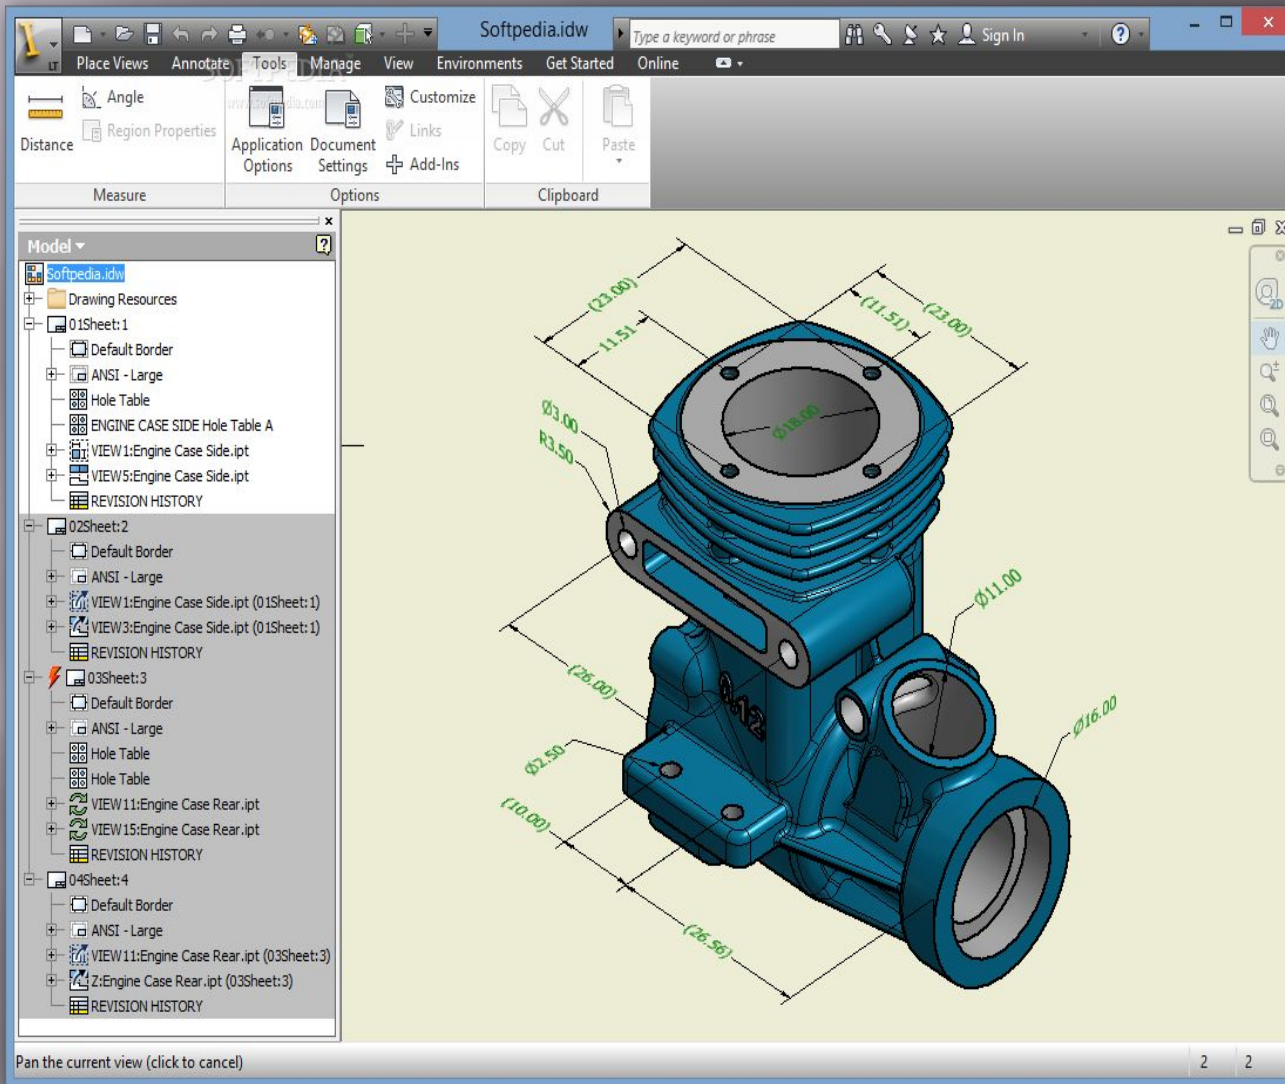 Softpedia.idw
Type a keyword or phrase
Sign In
LT
Place Views Annotate Tools Manage View Environments Get Started Online
SOFTPEDIA
www.softpedia.com
Distance
Angle
Region Properties
Measure
Application Options
Document Settings
Customize
Links
Add-Ins
Options
Copy
Cut
Paste
Clipboard
Model
Softpedia.idw
Drawing Resources
01Sheet:1
Default Border
ANSI - Large
Hole Table
ENGINE CASE SIDE Hole Table A
VIEW1:Engine Case Side.ipt
VIEW5:Engine Case Side.ipt
REVISION HISTORY
02Sheet:2
Default Border
ANSI - Large
VIEW1:Engine Case Side.ipt (01Sheet:1)
VIEW3:Engine Case Side.ipt (01Sheet:1)
REVISION HISTORY
03Sheet:3
Default Border
ANSI - Large
Hole Table
Hole Table
VIEW11:Engine Case Rear.ipt
VIEW15:Engine Case Rear.ipt
REVISION HISTORY
04Sheet:4
Default Border
ANSI - Large
VIEW11:Engine Case Rear.ipt (03Sheet:3)
Z:Engine Case Rear.ipt (03Sheet:3)
REVISION HISTORY
(23.00)
11.51
(11.51)
(23.00)
Ø18.00
Ø3.00
R3.50
Ø11.00
(26.00)
0.12
Ø16.00
Ø2.50
(10.00)
(26.56)
2D
Pan the current view (click to cancel)
2 2